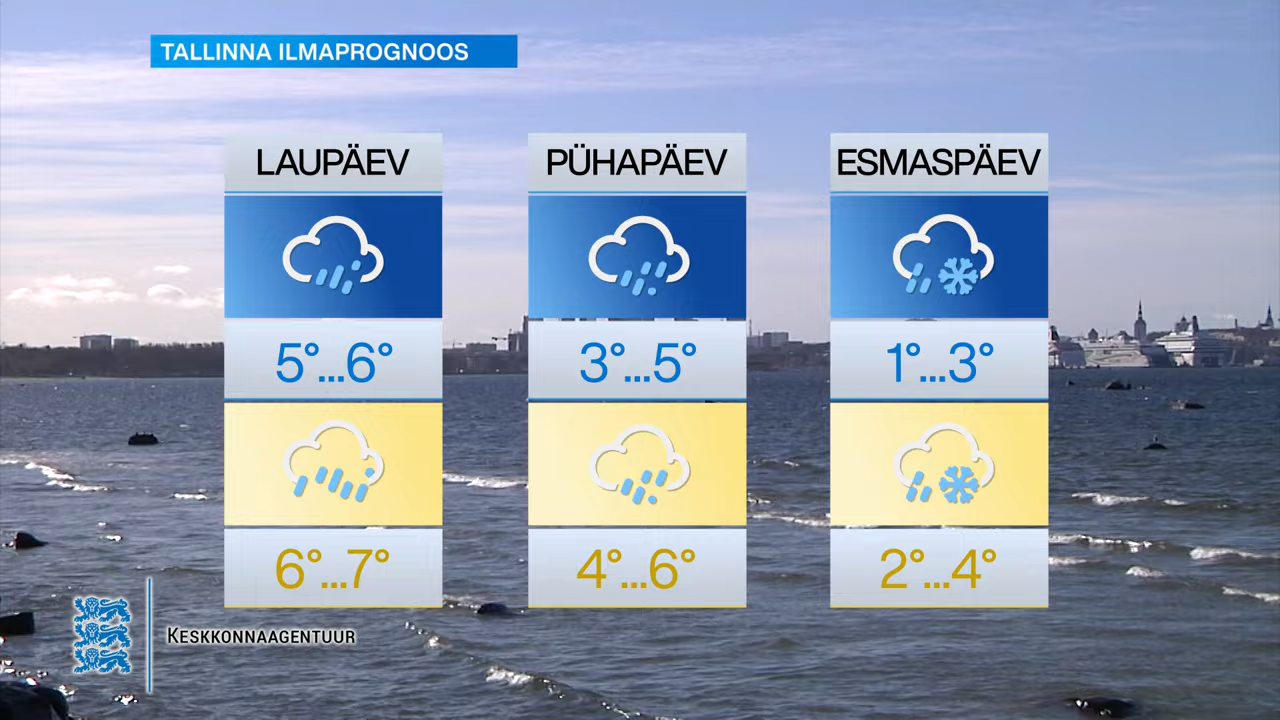 TALLINNA ILMAPROGNOOS
LAUPÄEV
PÜHAPÄEV
ESMASPÄEV
5°...6°
3°...5°
1°...3°
6°...7°
4°...6°
2°...4°
KESKKONNAAGENTUUR